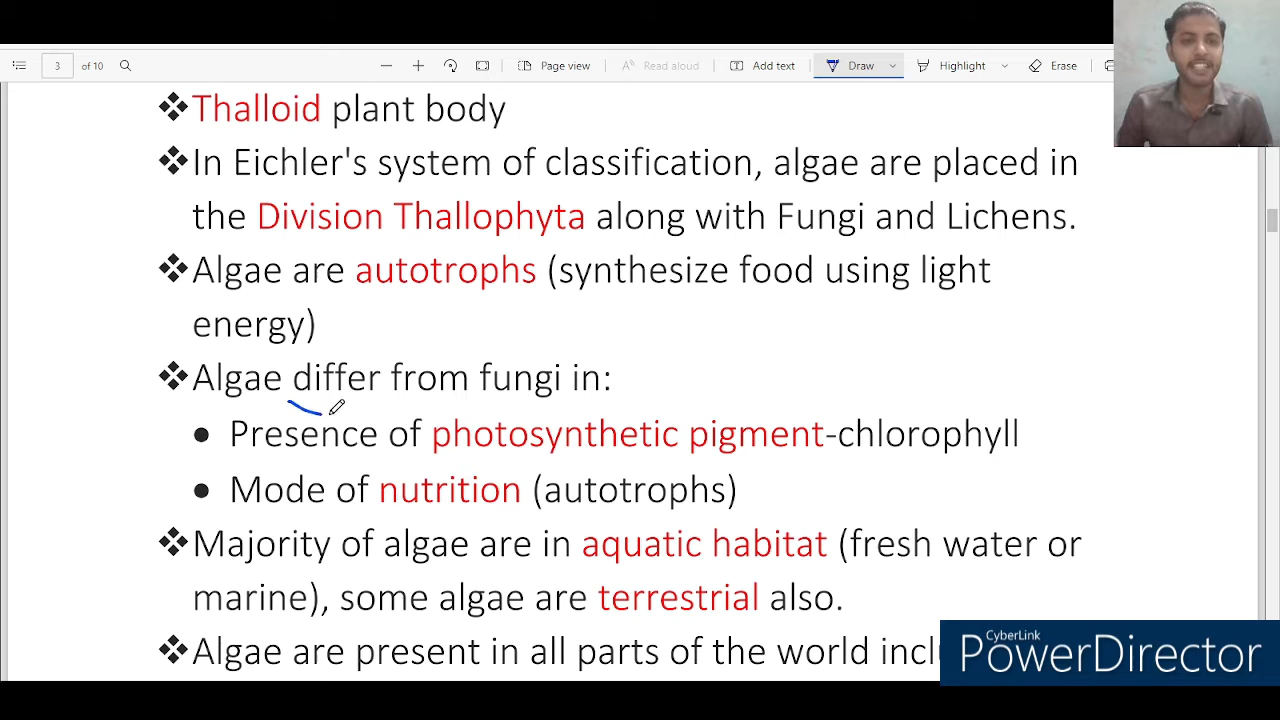 3 of 10 Page view Read aloud Add text Draw Highlight Erase
❖Thalloid plant body
❖In Eichler's system of classification, algae are placed in
the Division Thallophyta along with Fungi and Lichens.
❖Algae are autotrophs (synthesize food using light
energy)
❖Algae differ from fungi in:
• Presence of photosynthetic pigment-chlorophyll
• Mode of nutrition (autotrophs)
❖Majority of algae are in aquatic habitat (fresh water or
marine), some algae are terrestrial also.
❖Algae are present in all parts of the world
CyberLink
PowerDirector